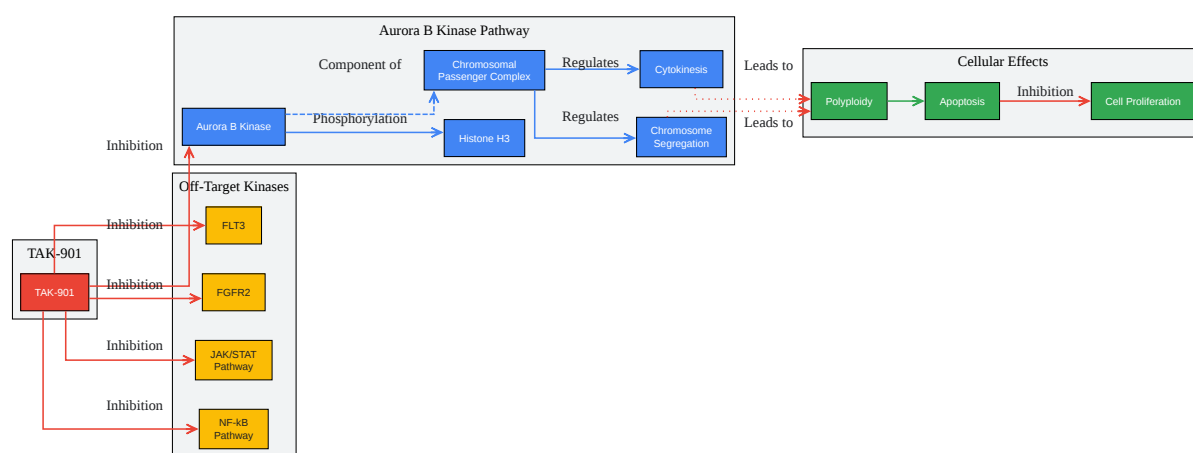 Aurora B Kinase Pathway
Component of
Chromosomal
Passenger Complex
Regulates
Cytokinesis
Leads to
Cellular Effects
Polyploidy
Apoptosis
Inhibition
Cell Proliferation
Aurora B Kinase
Phosphorylation
Histone H3
Regulates
Chromosome
Segregation
Leads to
Inhibition
Off-Target Kinases
Inhibition
FLT3
TAK-901
TAK-901
Inhibition
FGFR2
Inhibition
JAK/STAT
Pathway
Inhibition
NF-kB
Pathway